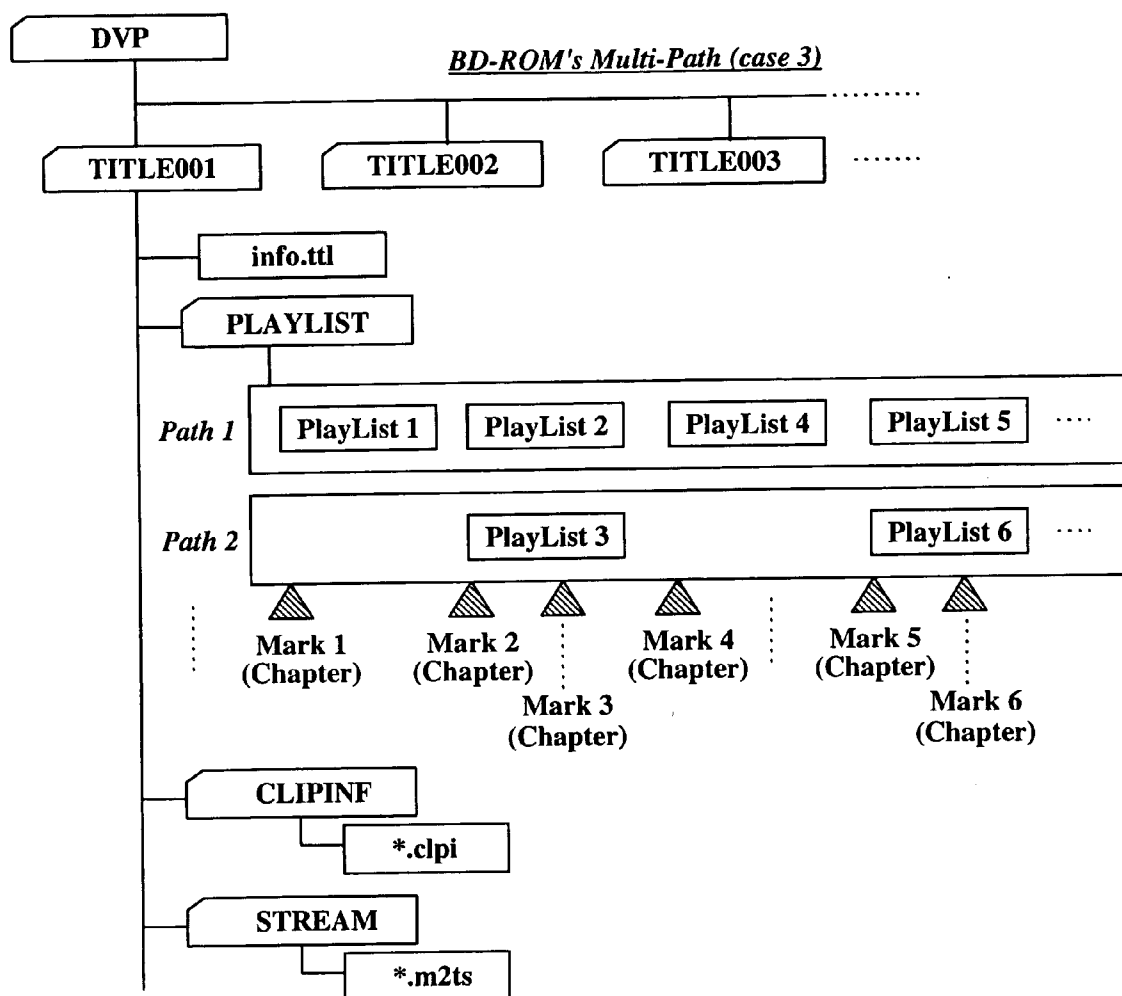 DVP
BD-ROM's Multi-Path (case 3)
TITLE001
TITLE002
TITLE003
info.ttl
PLAYLIST
Path 1
PlayList 1
PlayList 2
PlayList 4
PlayList 5
Path 2
PlayList 3
PlayList 6
Mark 1
(Chapter)
Mark 2
(Chapter)
Mark 3
(Chapter)
Mark 4
(Chapter)
Mark 5
(Chapter)
Mark 6
(Chapter)
CLIPINF
*.clpi
STREAM
*.m2ts